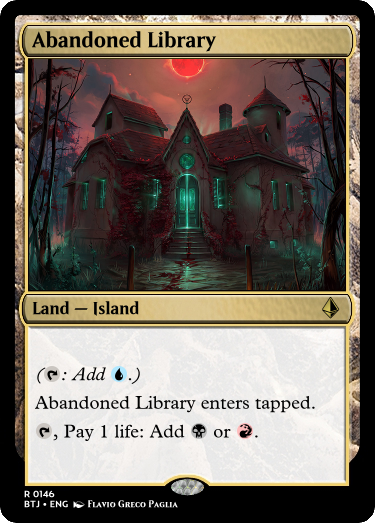 Abandoned Library
Land — Island
(T: Add U.)
Abandoned Library enters tapped.
T, Pay 1 life: Add B or R.
R 0146
BTJ • ENG Flavio Greco Paglia